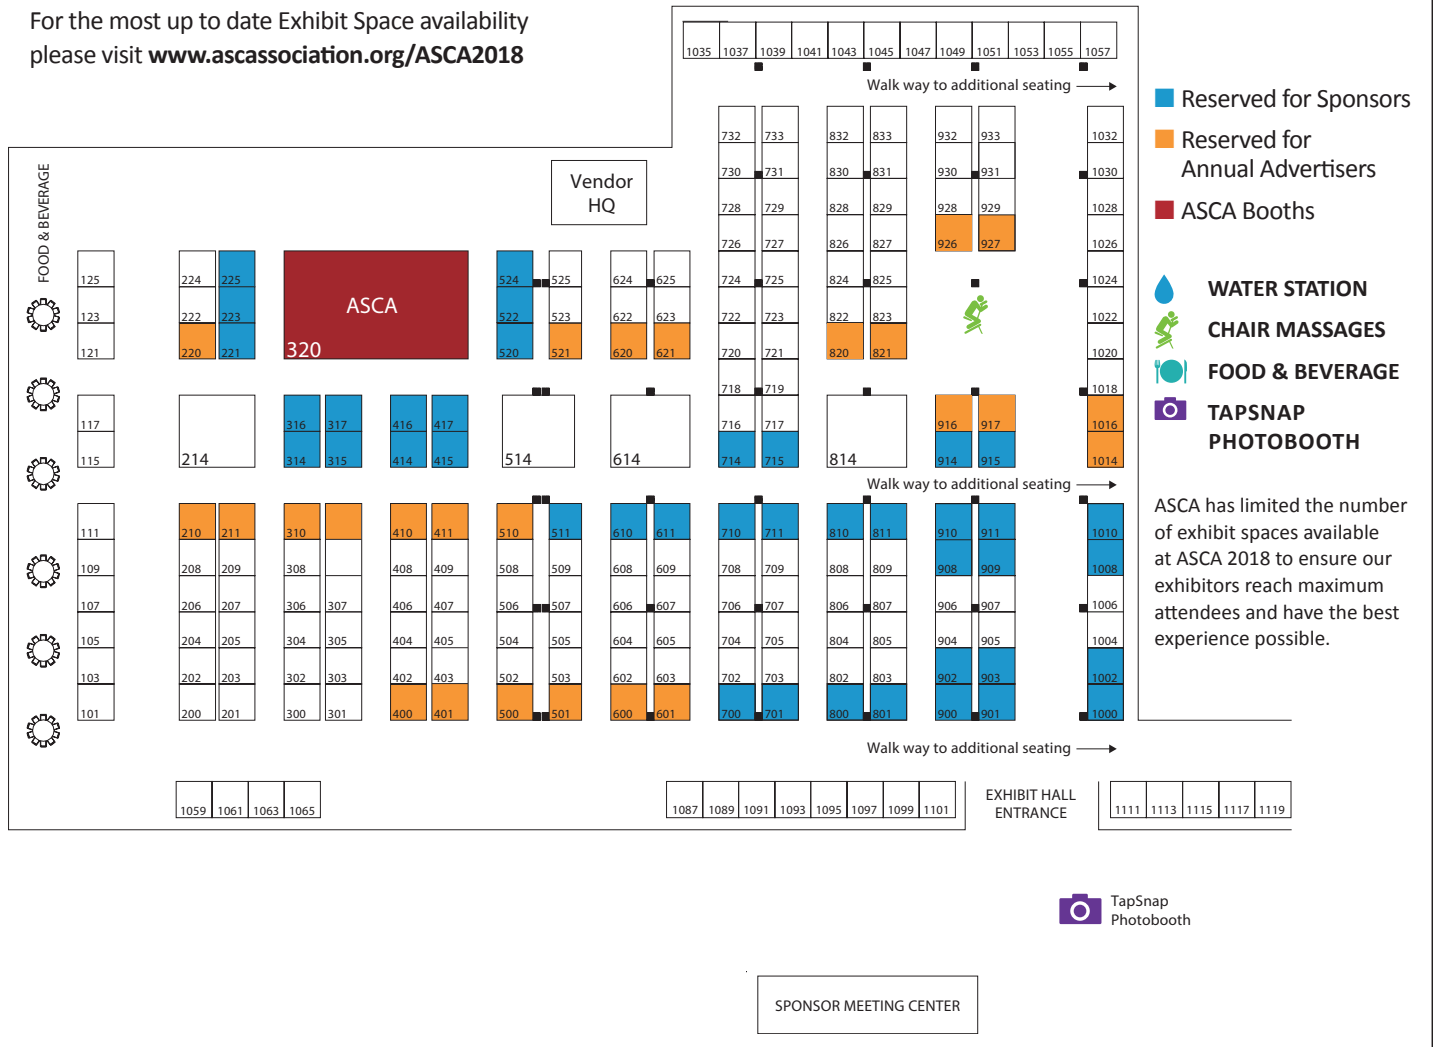 For the most up to date Exhibit Space availability
please visit www.ascassociation.org/ASCA2018
1035 1037 1039 1041 1043 1045 1047 1049 1051 1053 1055 1057
Walk way to additional seating
Reserved for Sponsors
Reserved for
Annual Advertisers
ASCA Booths
WATER STATION
CHAIR MASSAGES
FOOD & BEVERAGE
TAPSNAP
PHOTOBOOTH
ASCA has limited the number
of exhibit spaces available
at ASCA 2018 to ensure our
exhibitors reach maximum
attendees and have the best
experience possible.
FOOD & BEVERAGE
Vendor
HQ
732 733 832 833 932 933 1032
730 731 830 831 930 931 1030
728 729 828 829 928 929 1028
726 727 826 827 926 927 1026
125 224 225 524 525 624 625 724 725 824 825 1024
ASCA
123 222 223 522 523 622 623 722 723 822 823 1022
121 220 221 320 520 521 620 621 720 721 820 821 1020
718 719 1018
117 316 317 416 417 716 717 916 917 1016
115 214 314 315 414 415 514 614 714 715 814 914 915 1014
Walk way to additional seating
111 210 211 310 410 411 510 511 610 611 710 711 810 811 910 911 1010
109 208 209 308 408 409 508 509 608 609 708 709 808 809 908 909 1008
107 206 207 306 307 406 407 506 507 606 607 706 707 806 807 906 907 1006
105 204 205 304 305 404 405 504 505 604 605 704 705 804 805 904 905 1004
103 202 203 302 303 402 403 502 503 602 603 702 703 802 803 902 903 1002
101 200 201 300 301 400 401 500 501 600 601 700 701 800 801 900 901 1000
Walk way to additional seating
1059 1061 1063 1065 1087 1089 1091 1093 1095 1097 1099 1101
EXHIBIT HALL
ENTRANCE
1111 1113 1115 1117 1119
TapSnap
Photobooth
SPONSOR MEETING CENTER